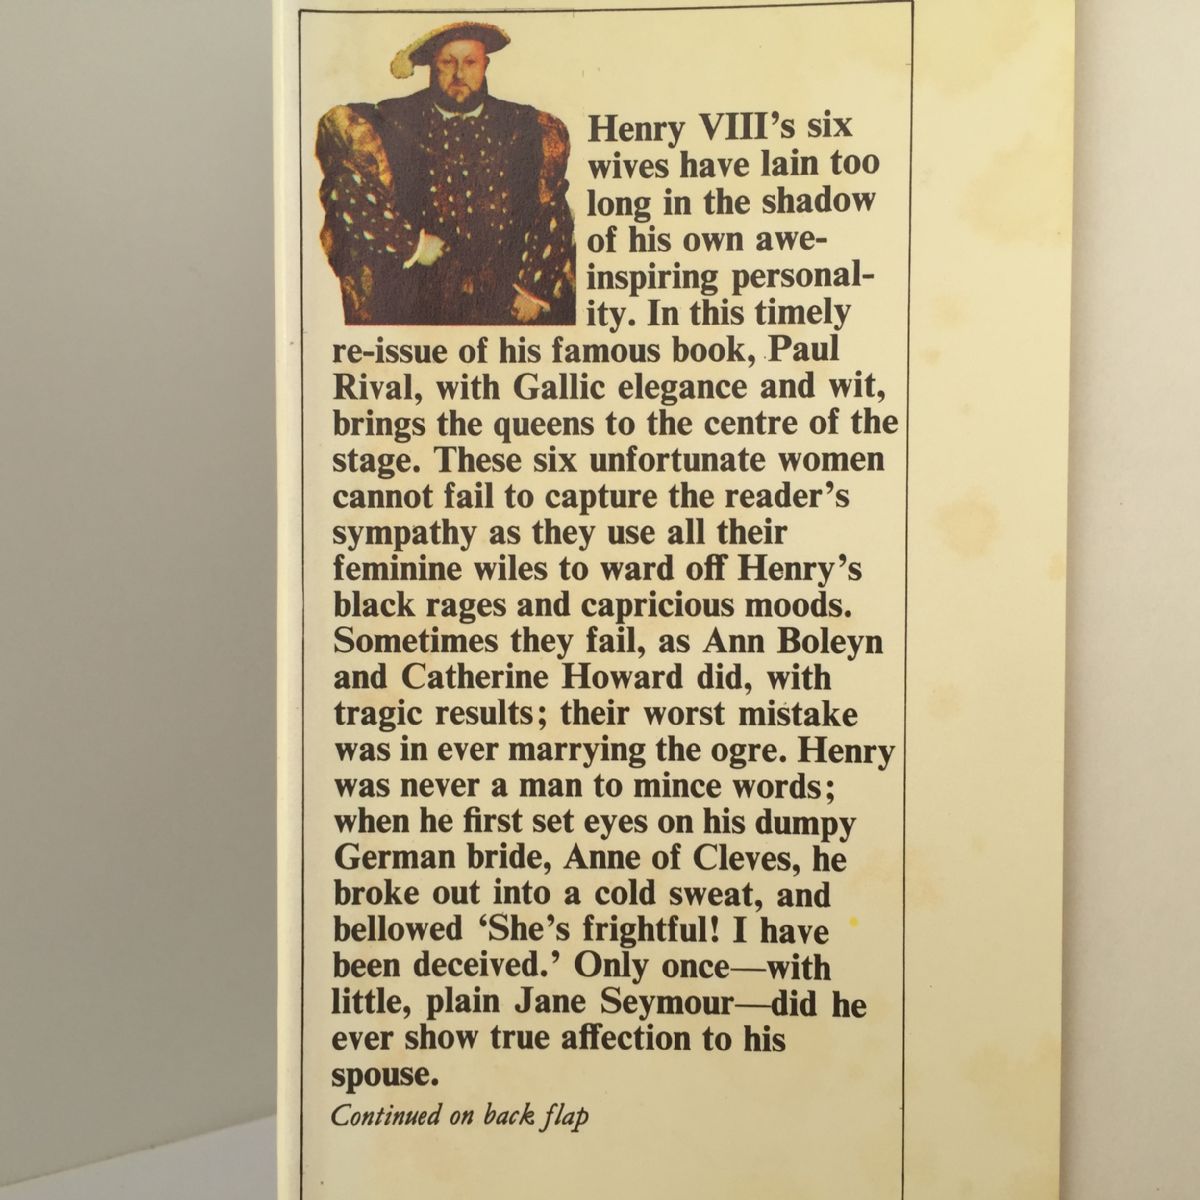 Henry VIII's six
wives have lain too
long in the shadow
of his own awe-
inspiring personal-
ity. In this timely
re-issue of his famous book, Paul
Rival, with Gallic elegance and wit,
brings the queens to the centre of the
stage. These six unfortunate women
cannot fail to capture the reader's
sympathy as they use all their
feminine wiles to ward off Henry's
black rages and capricious moods.
Sometimes they fail, as Ann Boleyn
and Catherine Howard did, with
tragic results; their worst mistake
was in ever marrying the ogre. Henry
was never a man to mince words;
when he first set eyes on his dumpy
German bride, Anne of Cleves, he
broke out into a cold sweat, and
bellowed ‘She's frightful! I have
been deceived.’ Only once—with
little, plain Jane Seymour—did he
ever show true affection to his
spouse.
Continued on back flap